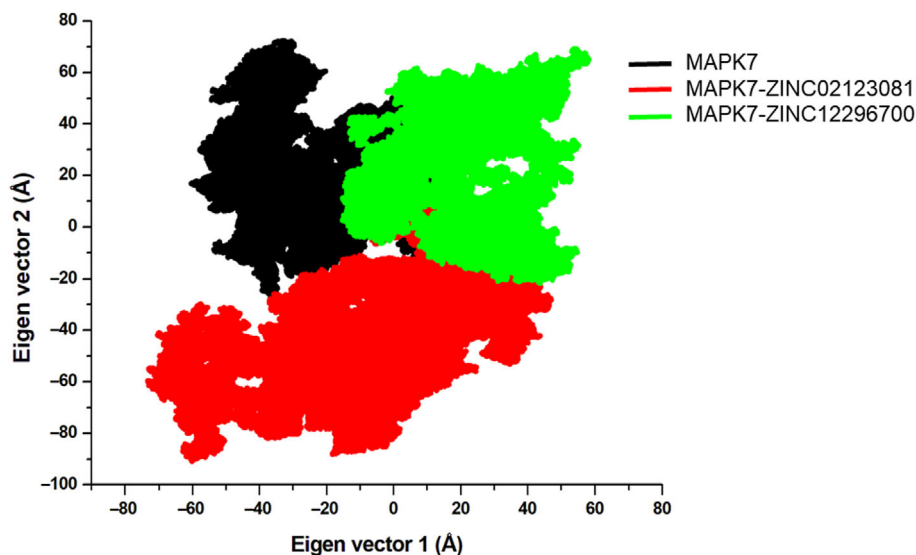 80
60
40
20
0
−20
−40
−60
−80
−100
Eigen vector 2 (Å)
−80 −60 −40 −20 0 20 40 60 80
Eigen vector 1 (Å)
MAPK7
MAPK7-ZINC02123081
MAPK7-ZINC12296700